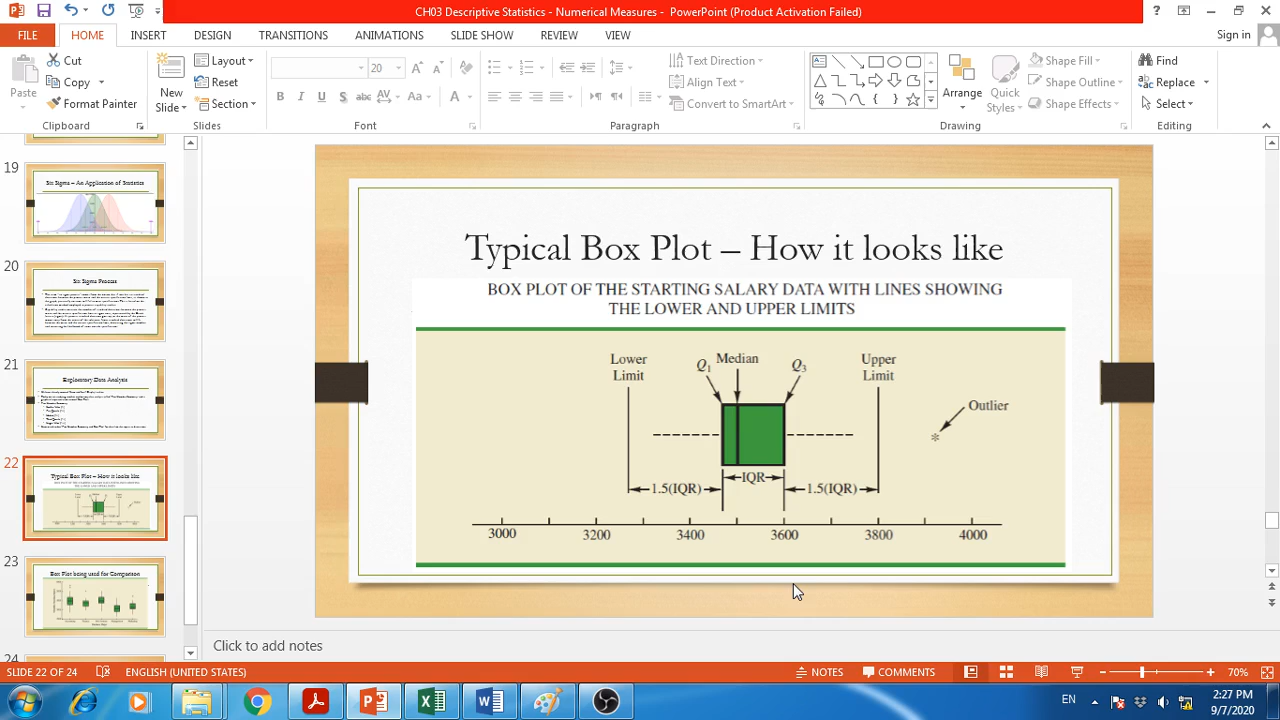 CH03 Descriptive Statistics - Numerical Measures - PowerPoint (Product Activation Failed)
Sign in
FILE HOME INSERT DESIGN TRANSITIONS ANIMATIONS SLIDE SHOW REVIEW VIEW
Paste
Cut
Copy
Format Painter
Clipboard
New
Slide
Layout
Reset
Section
Slides
20
B I U S abc AV Aa A
Font
Text Direction
Align Text
Convert to SmartArt
Paragraph
Arrange
Quick
Styles
Shape Fill
Shape Outline
Shape Effects
Drawing
Find
Replace
Select
Editing
19
Six Sigma – An Application of Statistics
20
Six Sigma Process
21
Exploratory Data Analysis
22
Typical Box Plot – How it looks like
23
Box Plot being used for Comparison
24
Typical Box Plot – How it looks like
BOX PLOT OF THE STARTING SALARY DATA WITH LINES SHOWING
THE LOWER AND UPPER LIMITS
Lower
Limit
Q1
Median
Q3
Upper
Limit
Outlier
*
1.5(IQR)
IQR
1.5(IQR)
3000 3200 3400 3600 3800 4000
Click to add notes
SLIDE 22 OF 24
ENGLISH (UNITED STATES)
NOTES
COMMENTS
70%
EN
2:27 PM
9/7/2020